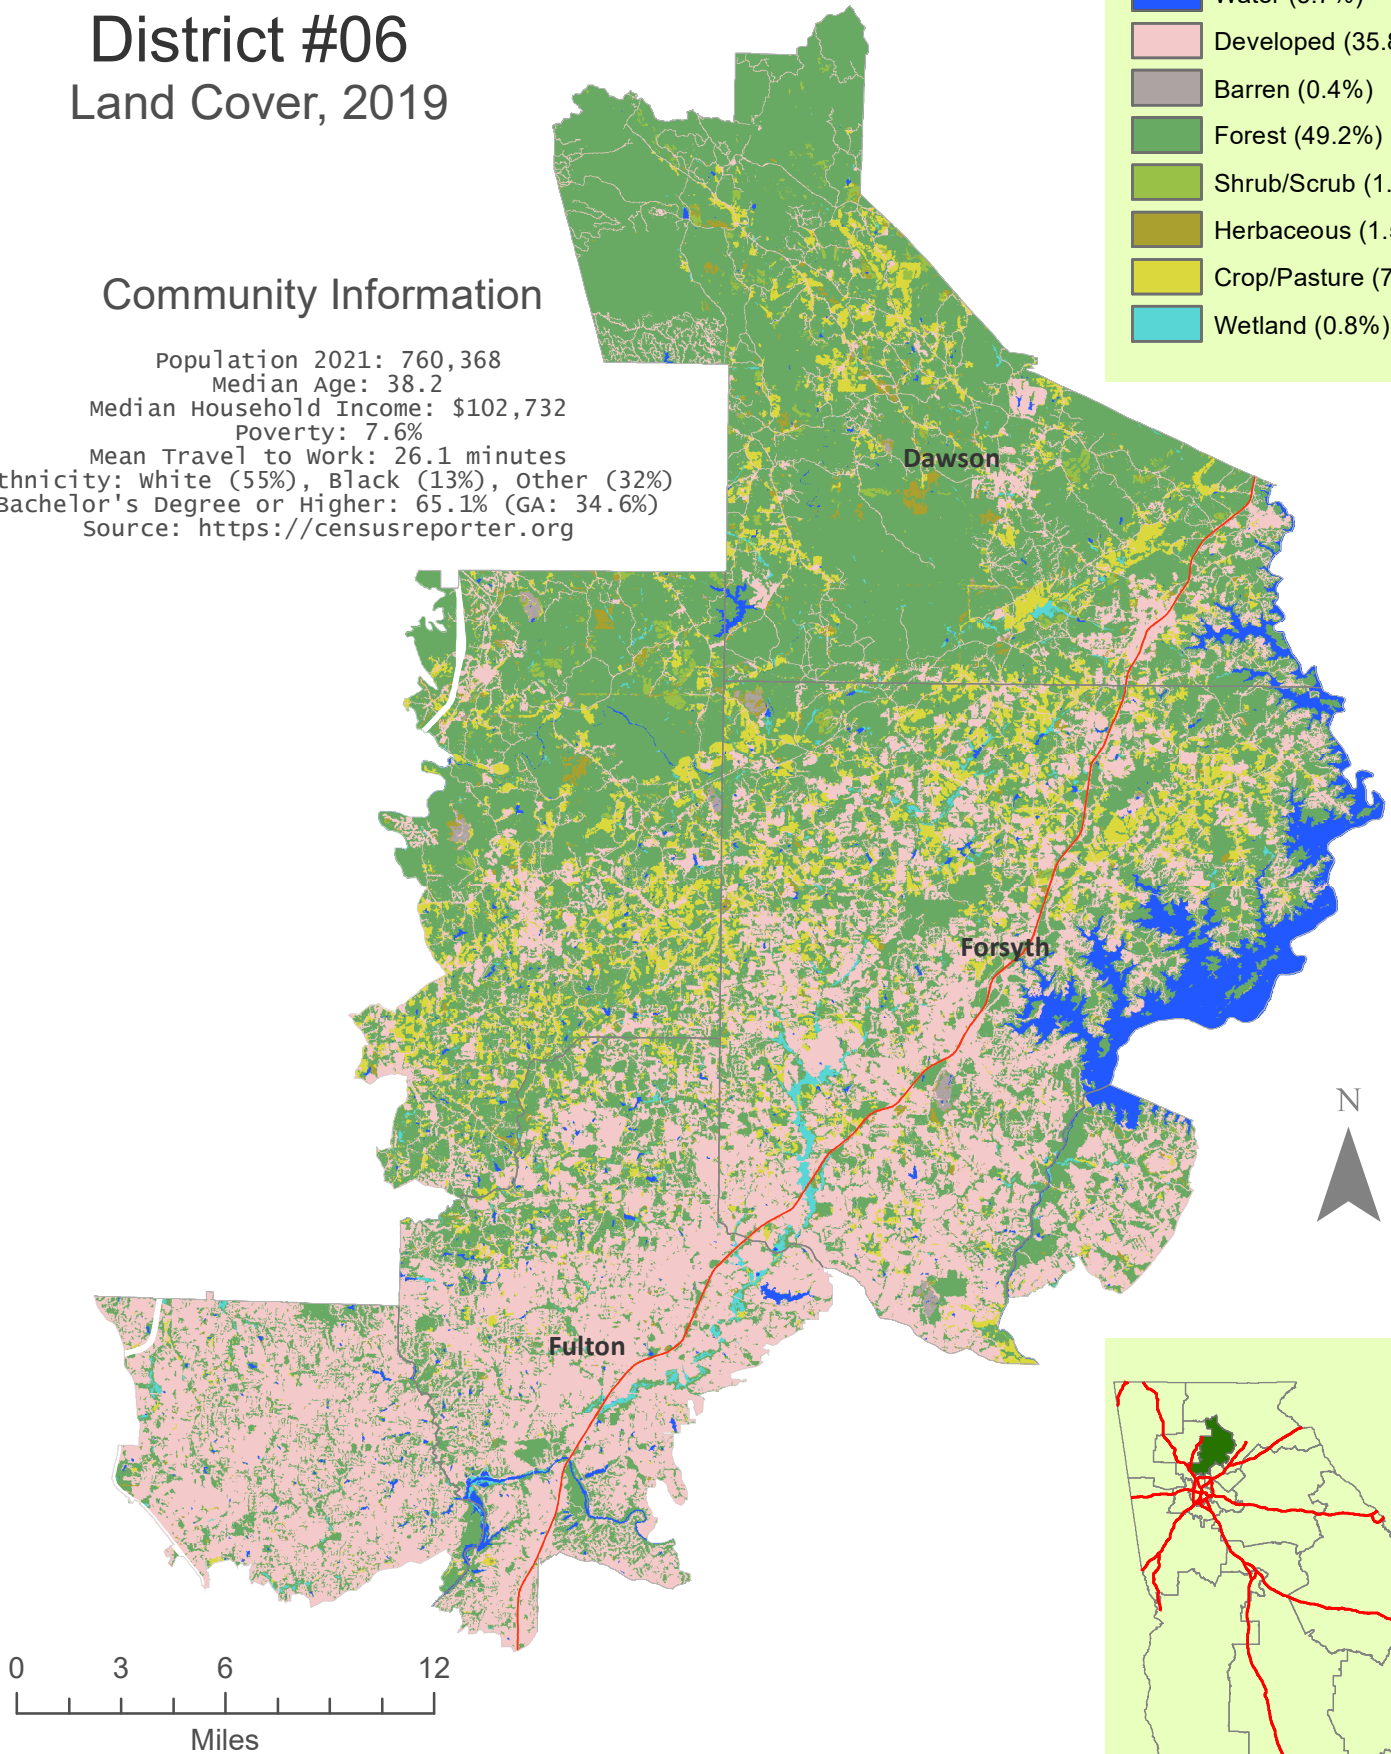 District #06
Land Cover, 2019
Community Information
Population 2021: 760,368
Median Age: 38.2
Median Household Income: $102,732
Poverty: 7.6%
Mean Travel to Work: 26.1 minutes
thnicity: White (55%), Black (13%), Other (32%)
Bachelor's Degree or Higher: 65.1% (GA: 34.6%)
Source: https://censusreporter.org
Developed (35.8
Barren (0.4%)
Forest (49.2%)
Shrub/Scrub (1.
Herbaceous (1.
Crop/Pasture (7
Wetland (0.8%)
Dawson
Forsyth
Fulton
N
0 3 6 12
Miles